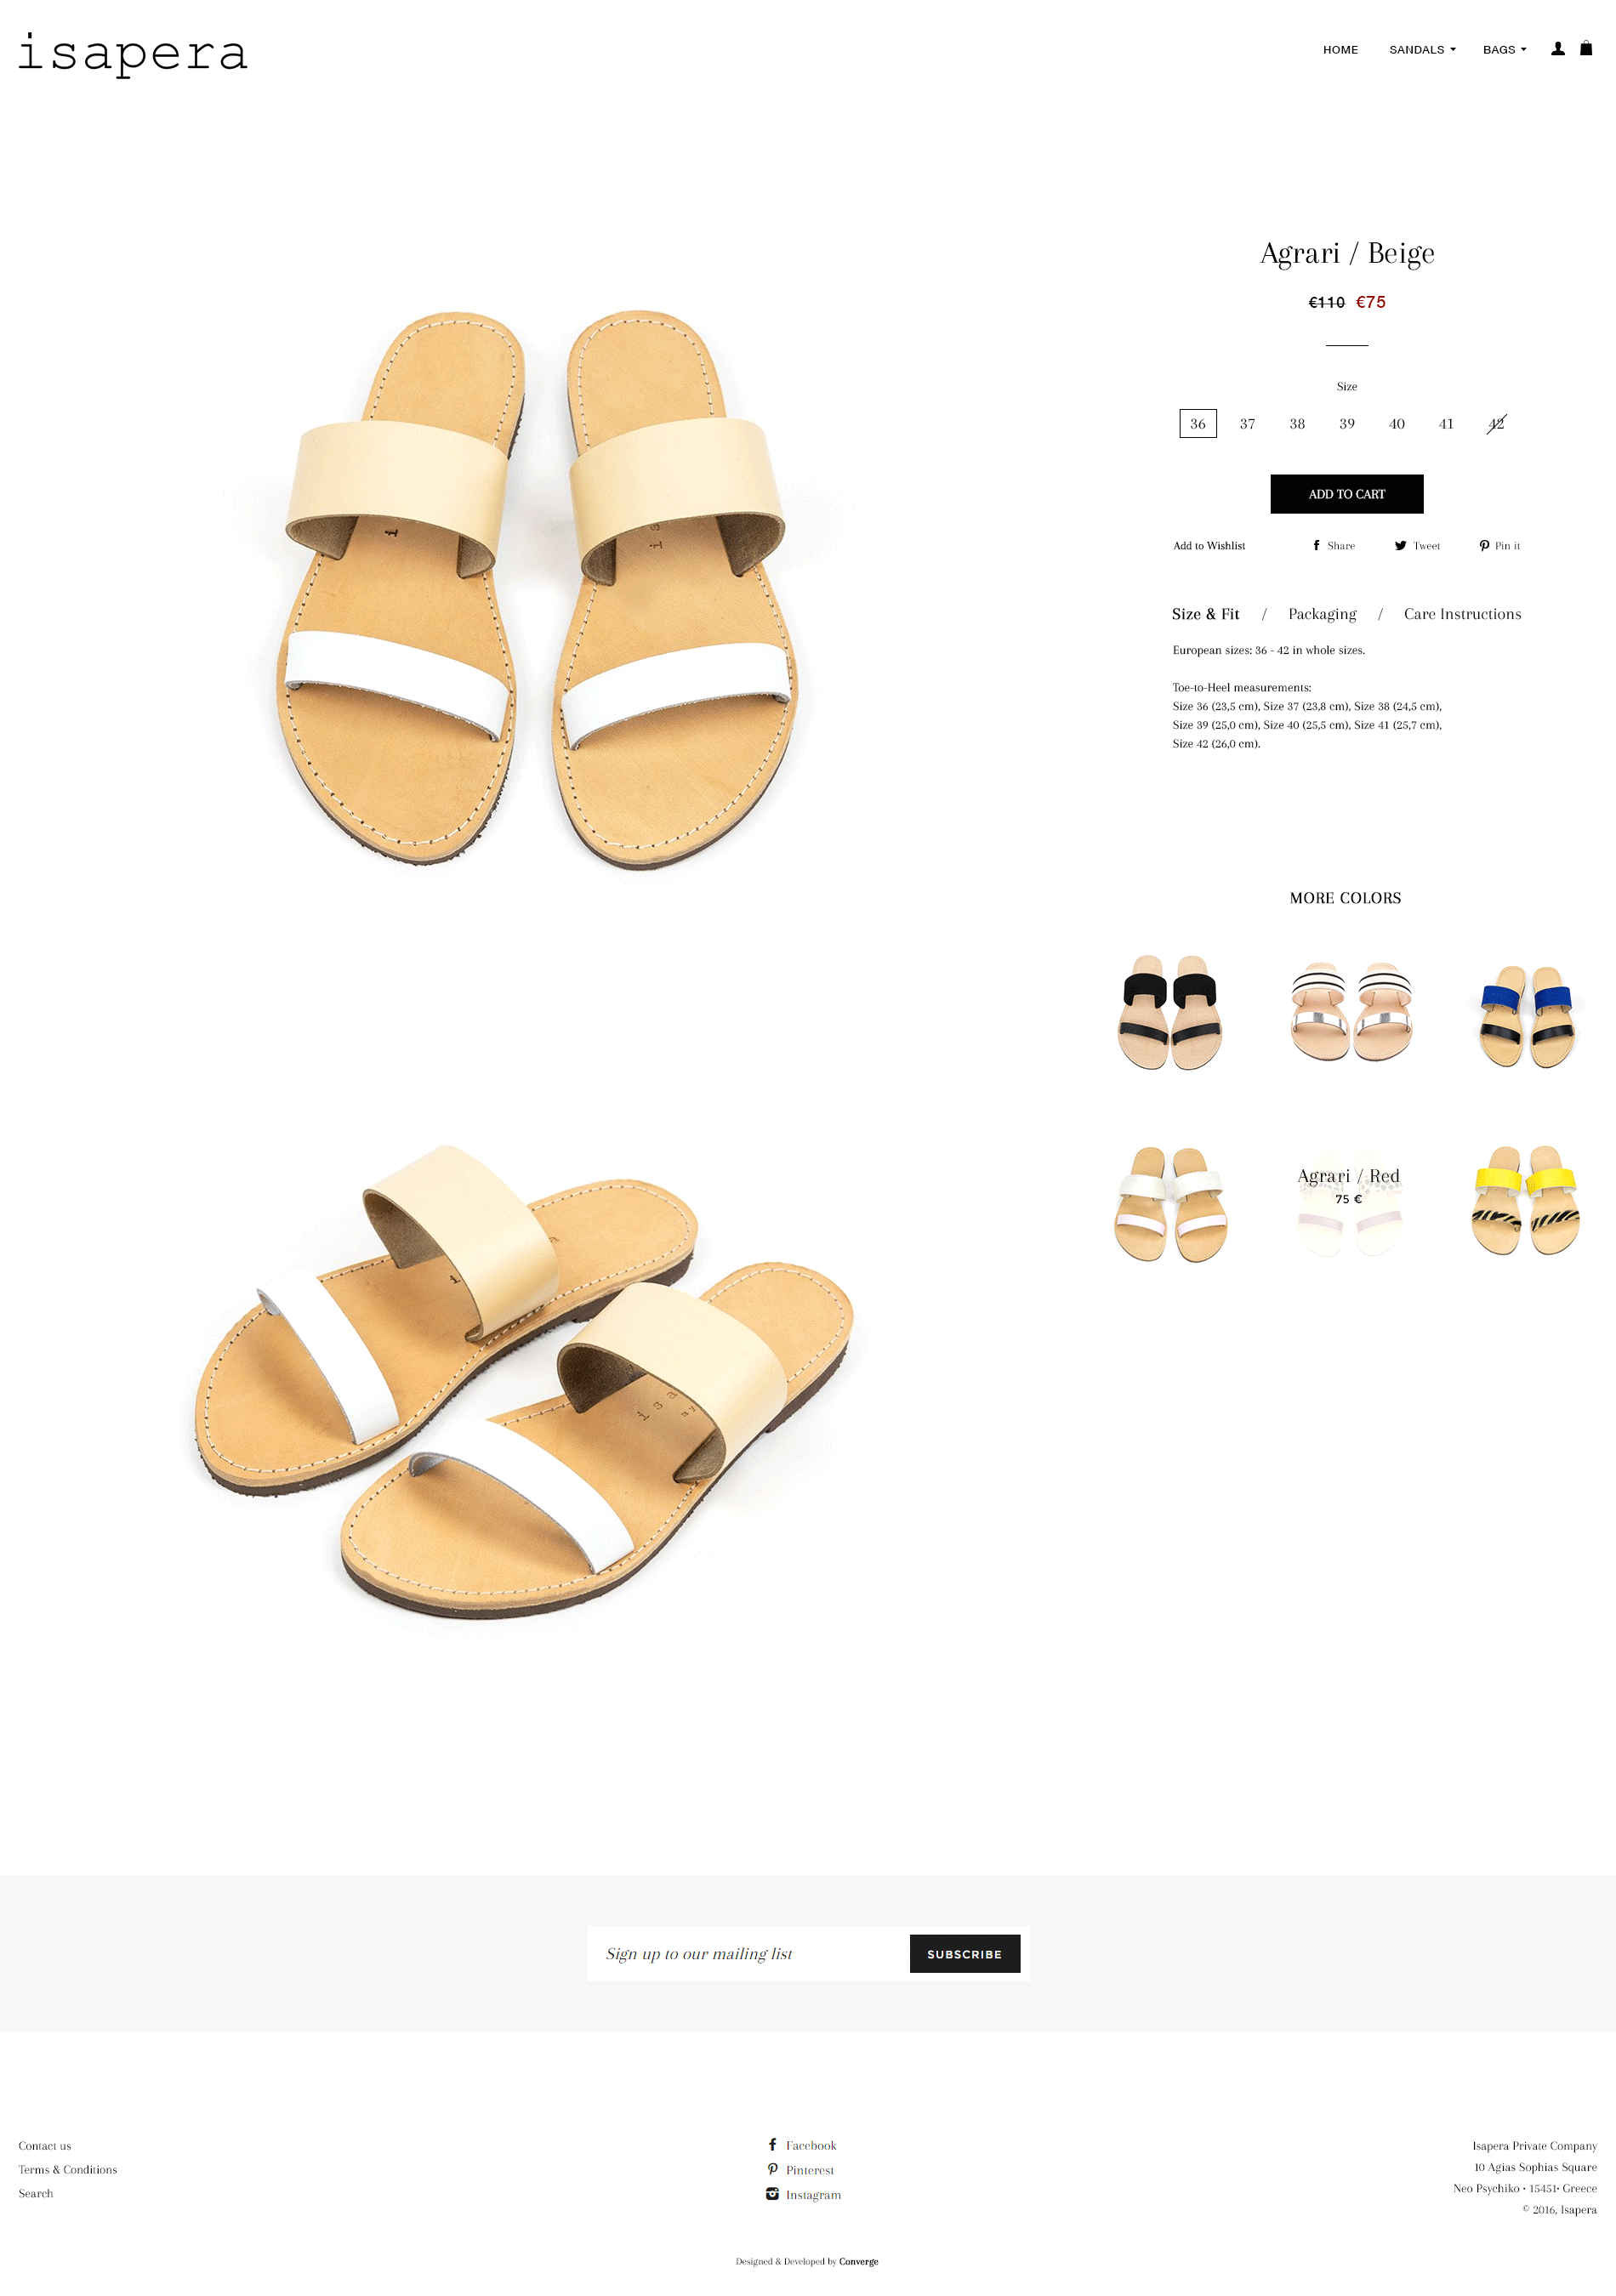 isapera
HOME SANDALS BAGS
Agrari / Beige
€110 €75
Size
36 37 38 39 40 41 42
ADD TO CART
Add to Wishlist Share Tweet Pin it
Size & Fit / Packaging / Care Instructions
European sizes: 36 - 42 in whole sizes.
Toe-to-Heel measurements:
Size 36 (23,5 cm), Size 37 (23,8 cm), Size 38 (24,5 cm),
Size 39 (25,0 cm), Size 40 (25,5 cm), Size 41 (25,7 cm),
Size 42 (26,0 cm).
MORE COLORS
Agrari / Red
75 €
Sign up to our mailing list SUBSCRIBE
Contact us
Terms & Conditions
Search
Facebook
Pinterest
Instagram
Isapera Private Company
10 Agias Sophias Square
Neo Psychiko · 15451· Greece
© 2016, Isapera
Designed & Developed by Converge